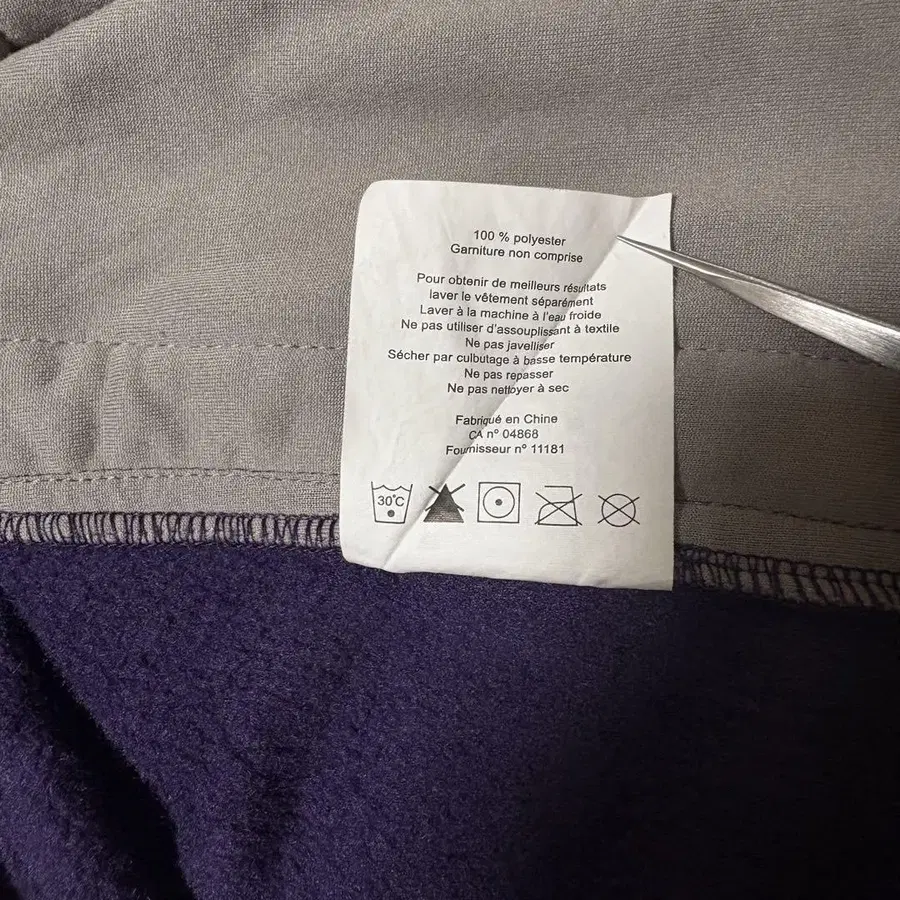 100 % polyester
Garniture non comprise
Pour obtenir de meilleurs résultats
laver le vêtement séparément
Laver à la machine à l'eau froide
Ne pas utiliser d'assouplissant à textile
Ne pas javelliser
Sécher par culbutage à basse température
Ne pas repasser
Ne pas nettoyer à sec
Fabriqué en Chine
CA nº 04868
Fournisseur nº 11181
30°C